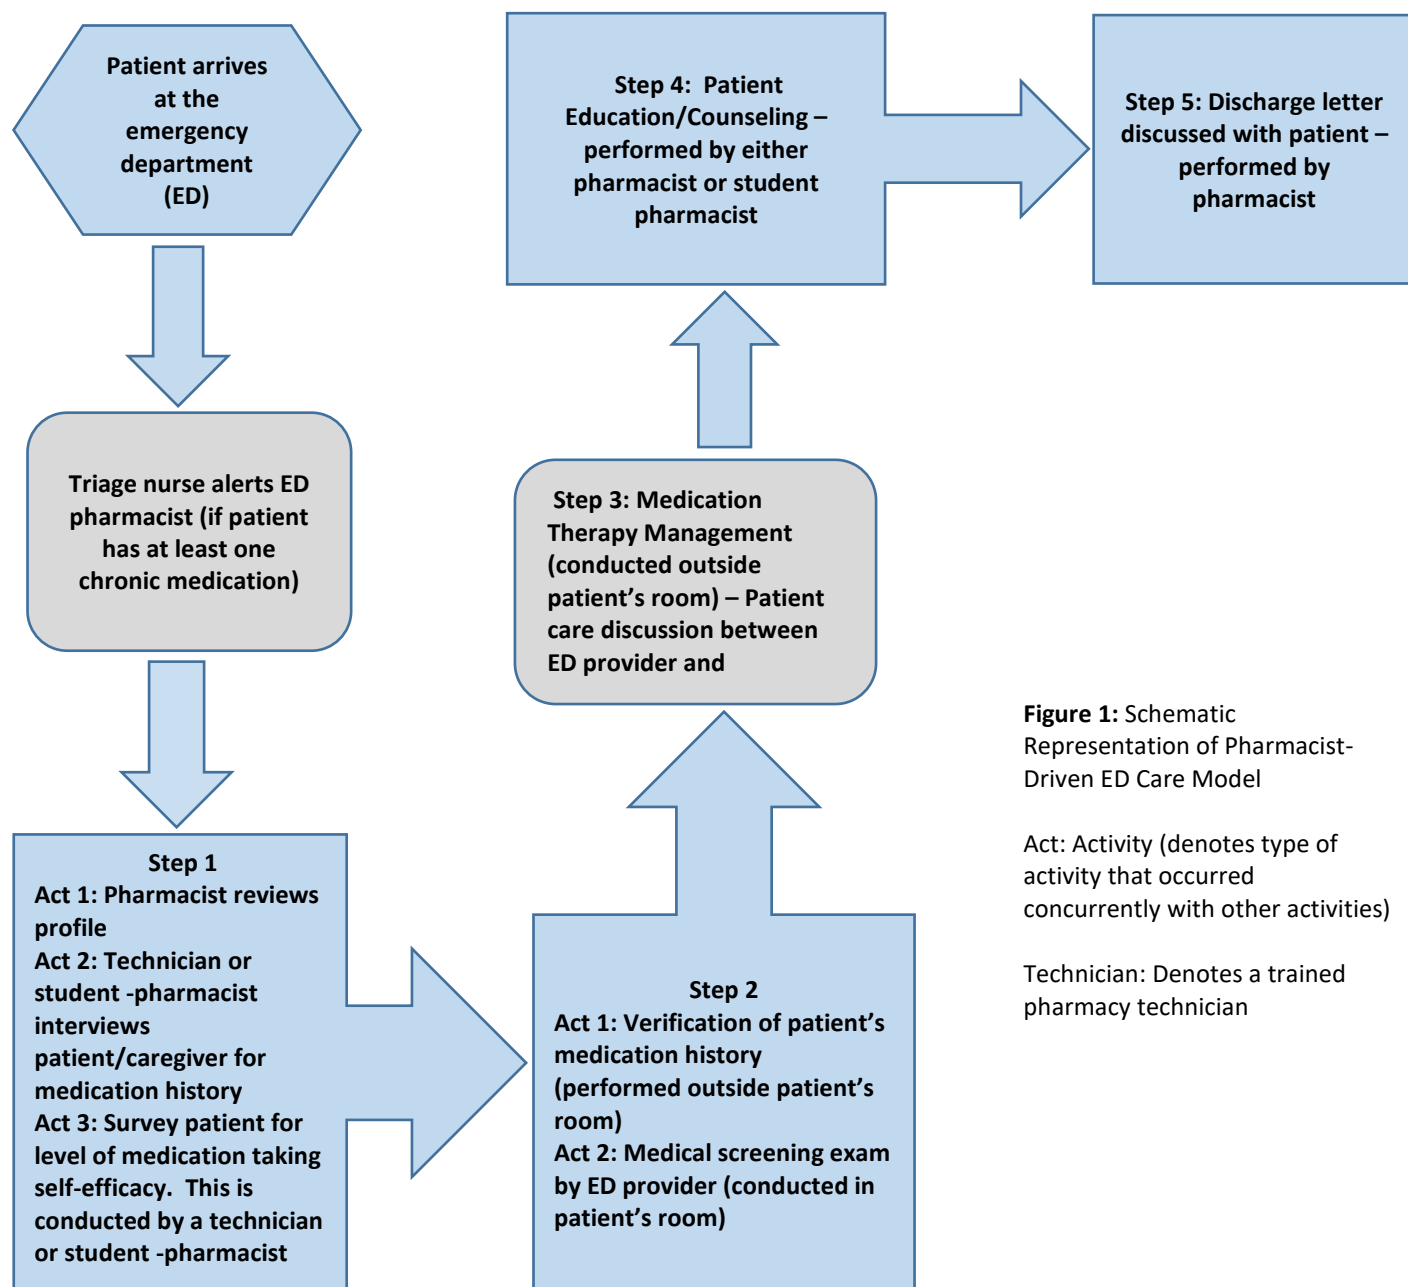 Patient arrives
at the
emergency
department
(ED)
Triage nurse alerts ED
pharmacist (if patient
has at least one
chronic medication)
Step 1
Act 1: Pharmacist reviews
profile
Act 2: Technician or
student -pharmacist
interviews
patient/caregiver for
medication history
Act 3: Survey patient for
level of medication taking
self-efficacy.  This is
conducted by a technician
or student -pharmacist
Step 2
Act 1: Verification of patient’s
medication history
(performed outside patient’s
room)
Act 2: Medical screening exam
by ED provider (conducted in
patient’s room)
Step 3: Medication
Therapy Management
(conducted outside
patient’s room) – Patient
care discussion between
ED provider and
Step 4:  Patient
Education/Counseling –
performed by either
pharmacist or student
pharmacist
Step 5: Discharge letter
discussed with patient –
performed by
pharmacist
Figure 1: Schematic
Representation of Pharmacist-
Driven ED Care Model
Act: Activity (denotes type of
activity that occurred
concurrently with other activities)
Technician: Denotes a trained
pharmacy technician